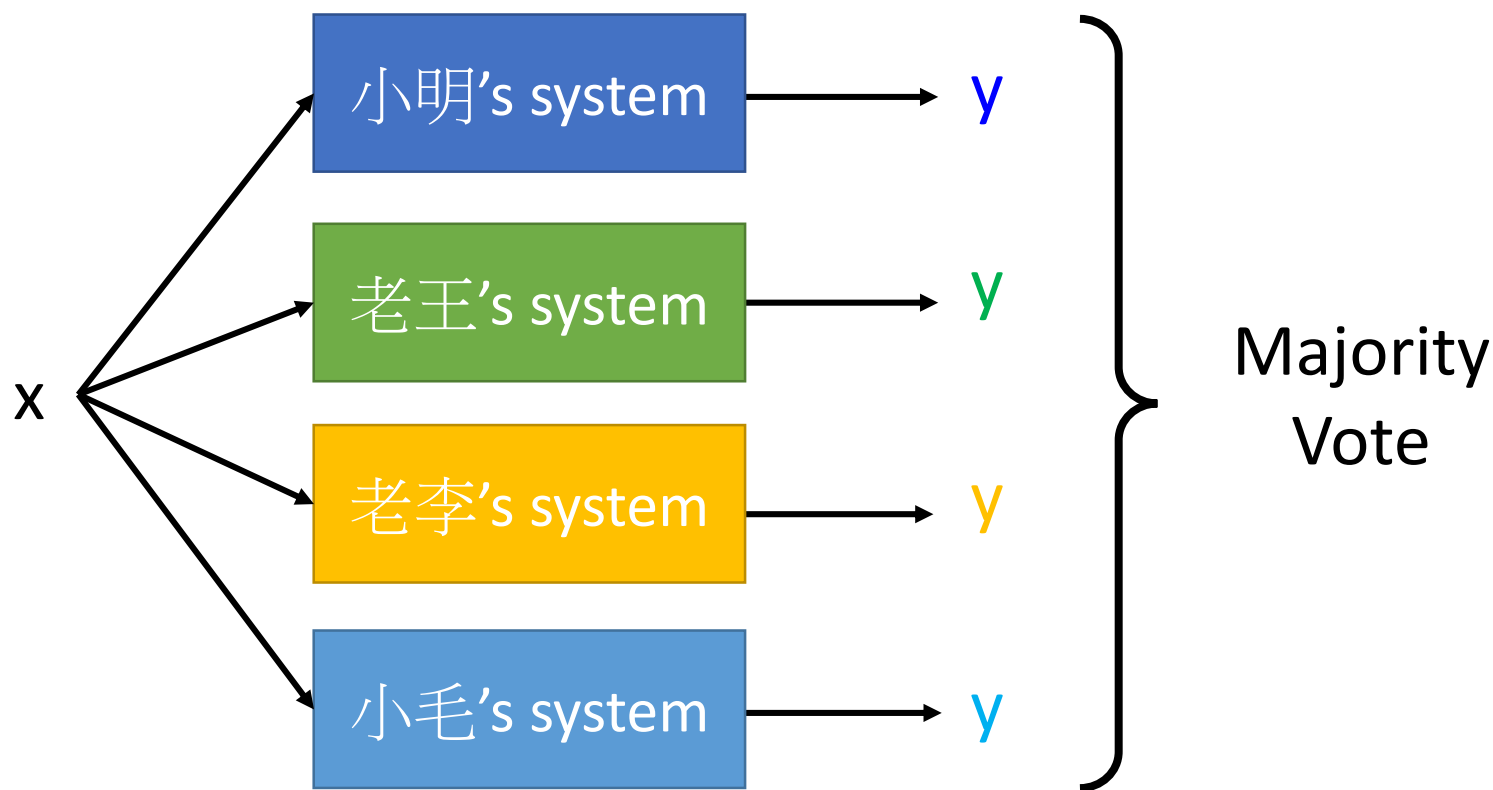 小明's system
y
老王's system
y
x
老李's system
y
小毛's system
y
Majority
Vote